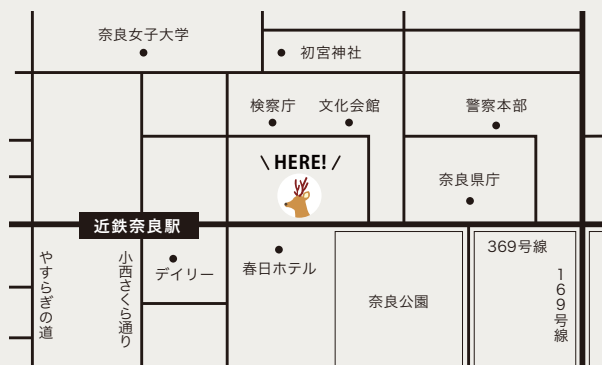 奈良女子大学
初宮神社
検察庁
文化会館
警察本部
\ HERE! /
奈良県庁
近鉄奈良駅
やすらぎの道
小西さくら通り
デイリー
春日ホテル
奈良公園
369号線
169号線